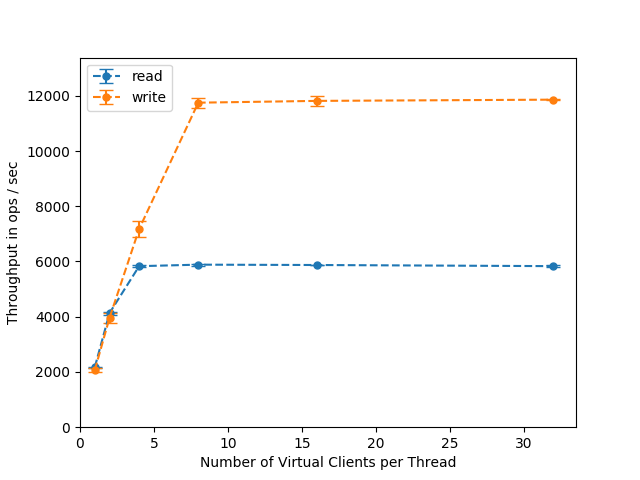 read
write
12000
10000
8000
6000
4000
2000
0
Throughput in ops / sec
0 5 10 15 20 25 30
Number of Virtual Clients per Thread